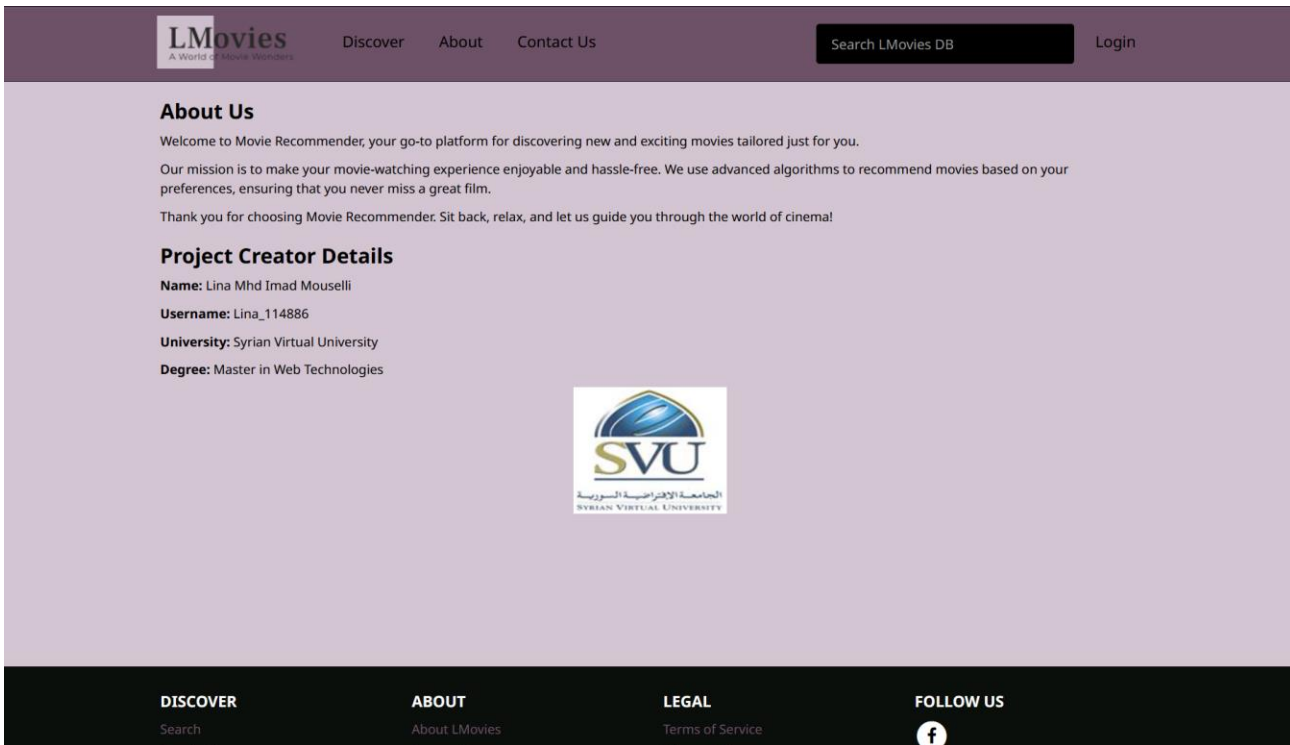 LMovies
A World of Movie Wonders
Discover About Contact Us
Search LMovies DB
Login
About Us
Welcome to Movie Recommender, your go-to platform for discovering new and exciting movies tailored just for you.
Our mission is to make your movie-watching experience enjoyable and hassle-free. We use advanced algorithms to recommend movies based on your
preferences, ensuring that you never miss a great film.
Thank you for choosing Movie Recommender. Sit back, relax, and let us guide you through the world of cinema!
Project Creator Details
Name: Lina Mhd Imad Mouselli
Username: Lina_114886
University: Syrian Virtual University
Degree: Master in Web Technologies
SVU
الجامعة الافتراضية السورية
SYRIAN VIRTUAL UNIVERSITY
DISCOVER ABOUT LEGAL FOLLOW US
Search About LMovies Terms of Service